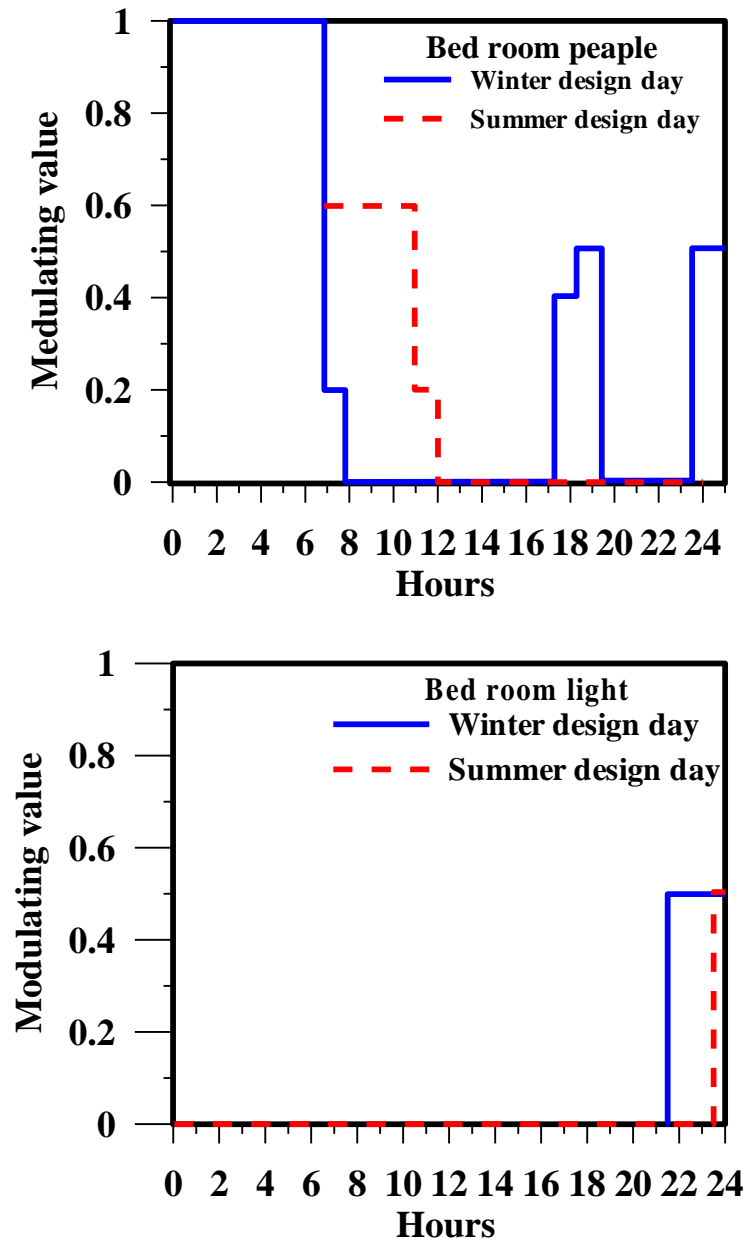 Bed room peaple
Winter design day
Summer design day
Medulating value
1
0.8
0.6
0.4
0.2
0
0 2 4 6 8 10 12 14 16 18 20 22 24
Hours
Bed room light
Winter design day
Summer design day
Modulating value
1
0.8
0.6
0.4
0.2
0
0 2 4 6 8 10 12 14 16 18 20 22 24
Hours